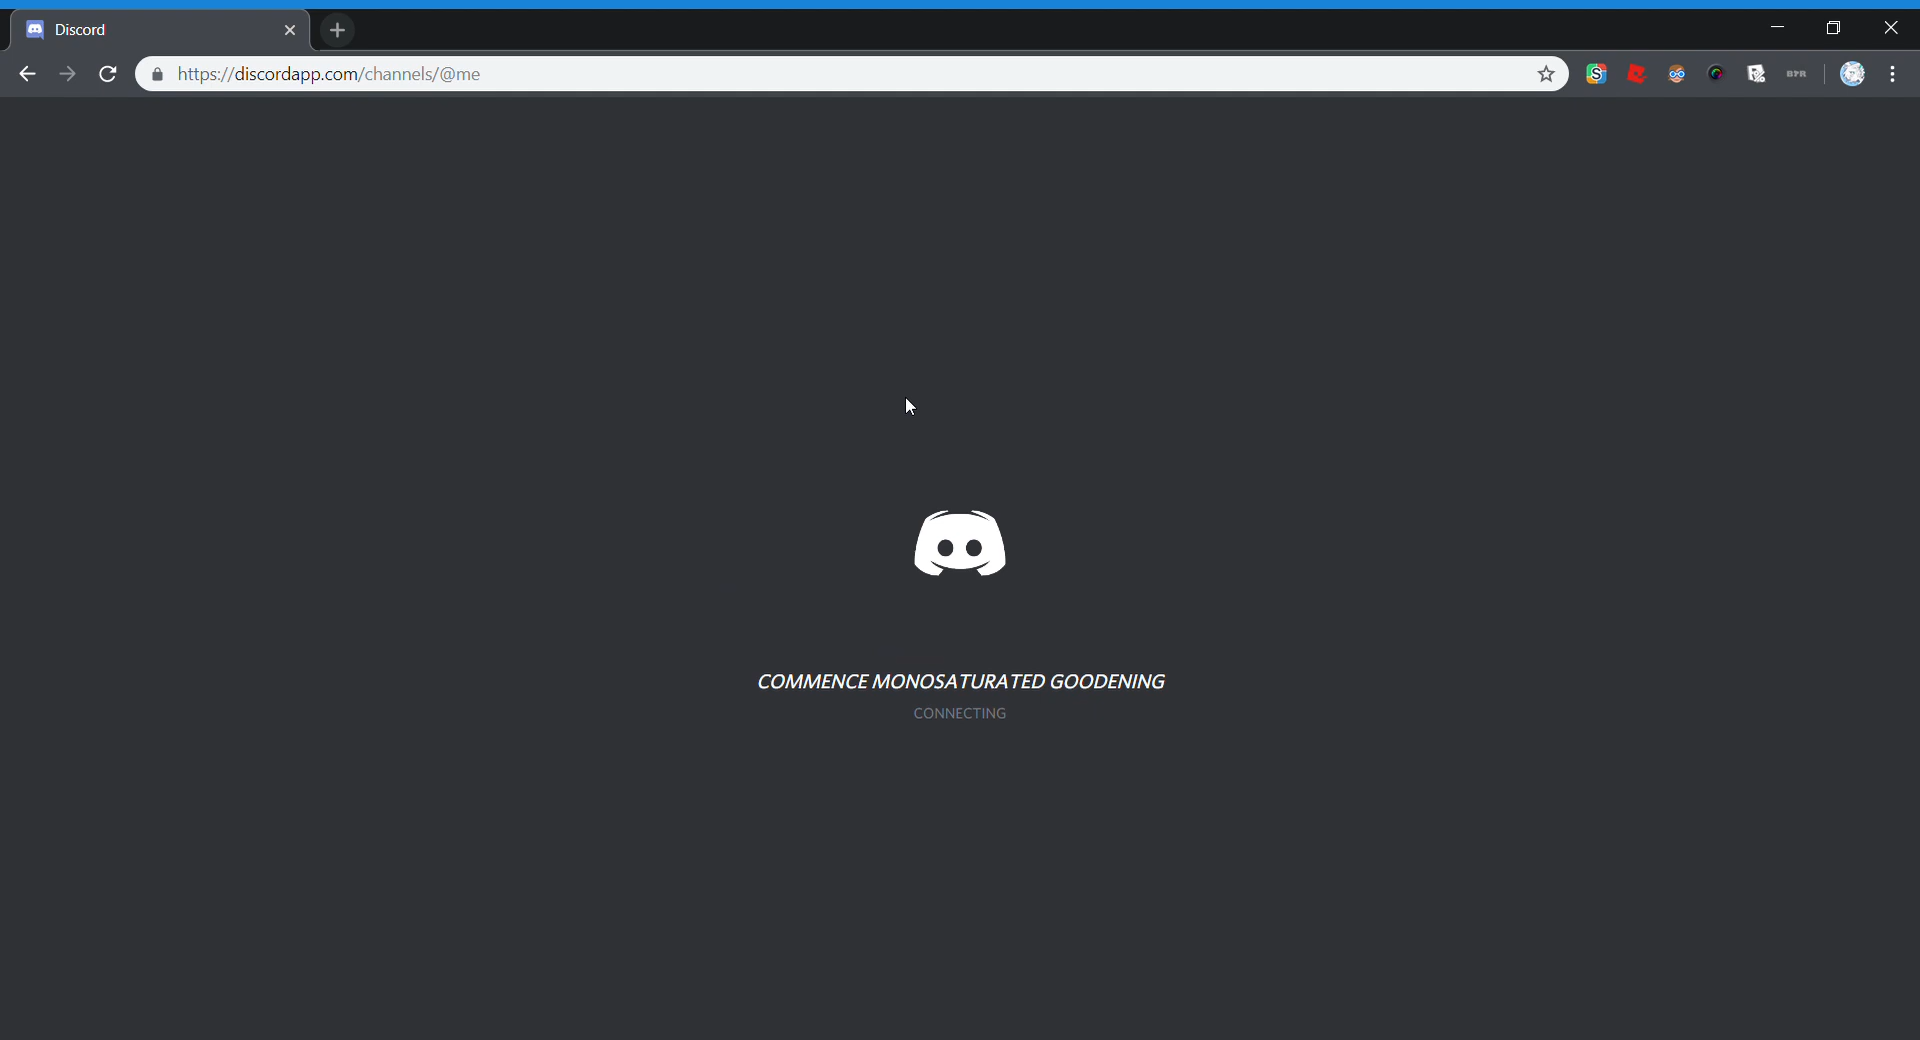 Discord
https://discordapp.com/channels/@me
COMMENCE MONOSATURATED GOODENING
CONNECTING